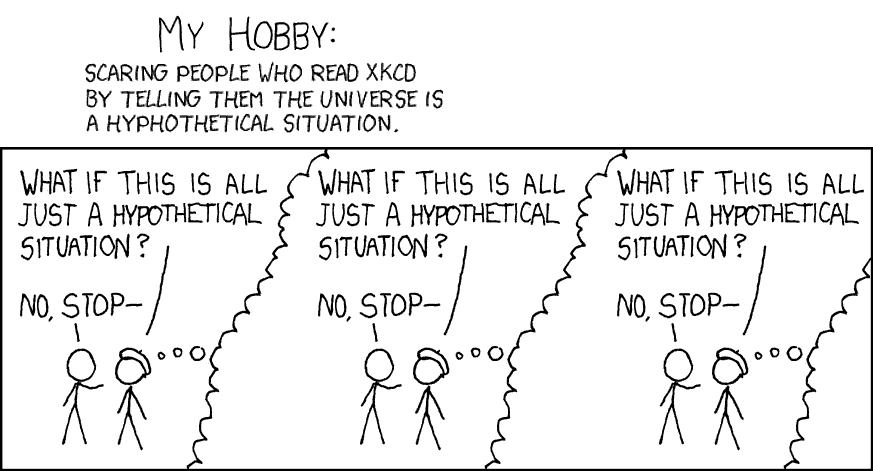 MY HOBBY:
SCARING PEOPLE WHO READ XKCD
BY TELLING THEM THE UNIVERSE IS
A HYPHOTHETICAL SITUATION.
WHAT IF THIS IS ALL
JUST A HYPOTHETICAL
SITUATION?
NO, STOP—
WHAT IF THIS IS ALL
JUST A HYPOTHETICAL
SITUATION?
NO, STOP—
WHAT IF THIS IS ALL
JUST A HYPOTHETICAL
SITUATION?
NO, STOP—